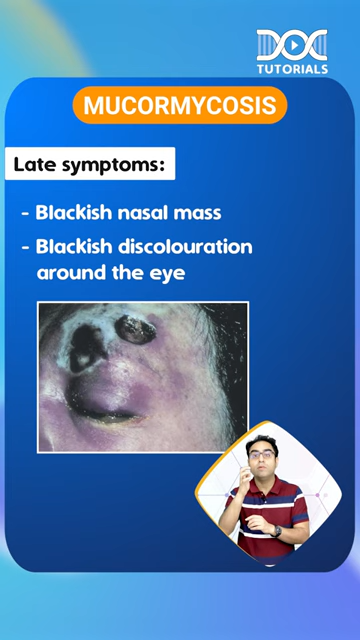 DOC
TUTORIALS
MUCORMYCOSIS
Late symptoms:
- Blackish nasal mass
- Blackish discolouration
around the eye